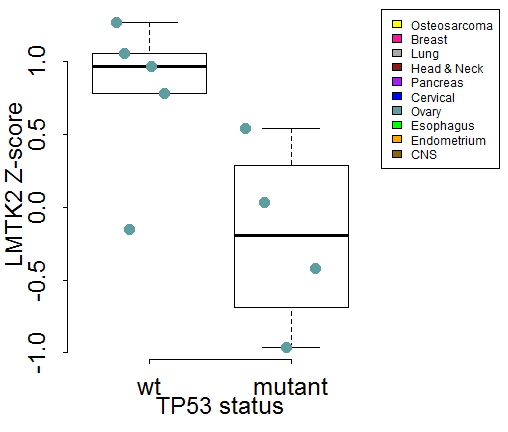 LMTK2 Z-score
1.0
0.5
0.0
-0.5
-1.0
wt
mutant
TP53 status
Osteosarcoma
Breast
Lung
Head & Neck
Pancreas
Cervical
Ovary
Esophagus
Endometrium
CNS